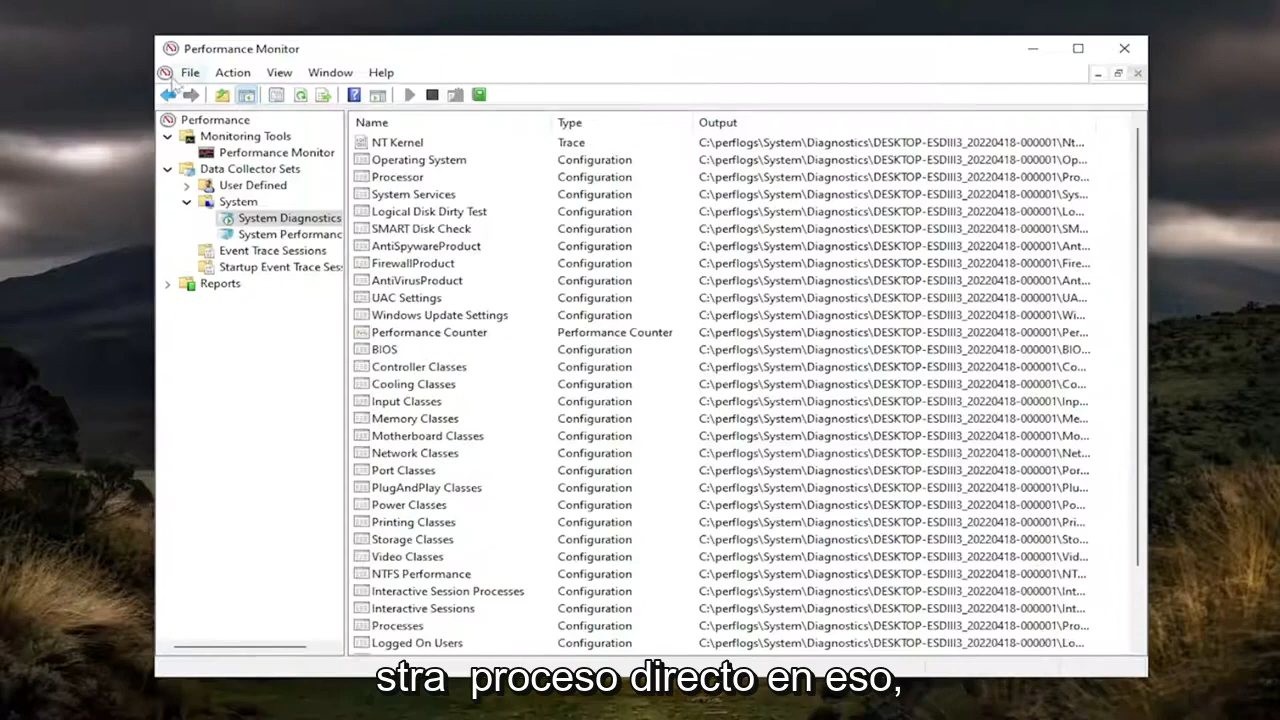 Performance Monitor
File Action View Window Help
Performance
Monitoring Tools
Performance Monitor
Data Collector Sets
User Defined
System
System Diagnostics
System Performanc
Event Trace Sessions
Startup Event Trace Ses
Reports
Name Type Output
NT Kernel Trace C:\perflogs\System\Diagnostics\DESKTOP-ESDIII3_20220418-000001\Nt...
Operating System Configuration C:\perflogs\System\Diagnostics\DESKTOP-ESDIII3_20220418-000001\Op...
Processor Configuration C:\perflogs\System\Diagnostics\DESKTOP-ESDIII3_20220418-000001\Pro...
System Services Configuration C:\perflogs\System\Diagnostics\DESKTOP-ESDIII3_20220418-000001\Sys...
Logical Disk Dirty Test Configuration C:\perflogs\System\Diagnostics\DESKTOP-ESDIII3_20220418-000001\Lo...
SMART Disk Check Configuration C:\perflogs\System\Diagnostics\DESKTOP-ESDIII3_20220418-000001\SM...
AntiSpywareProduct Configuration C:\perflogs\System\Diagnostics\DESKTOP-ESDIII3_20220418-000001\Ant...
FirewallProduct Configuration C:\perflogs\System\Diagnostics\DESKTOP-ESDIII3_20220418-000001\Fire...
AntiVirusProduct Configuration C:\perflogs\System\Diagnostics\DESKTOP-ESDIII3_20220418-000001\Ant...
UAC Settings Configuration C:\perflogs\System\Diagnostics\DESKTOP-ESDIII3_20220418-000001\UA...
Windows Update Settings Configuration C:\perflogs\System\Diagnostics\DESKTOP-ESDIII3_20220418-000001\Wi...
Performance Counter Performance Counter C:\perflogs\System\Diagnostics\DESKTOP-ESDIII3_20220418-000001\Per...
BIOS Configuration C:\perflogs\System\Diagnostics\DESKTOP-ESDIII3_20220418-000001\BIO...
Controller Classes Configuration C:\perflogs\System\Diagnostics\DESKTOP-ESDIII3_20220418-000001\Co...
Cooling Classes Configuration C:\perflogs\System\Diagnostics\DESKTOP-ESDIII3_20220418-000001\Co...
Input Classes Configuration C:\perflogs\System\Diagnostics\DESKTOP-ESDIII3_20220418-000001\Inp...
Memory Classes Configuration C:\perflogs\System\Diagnostics\DESKTOP-ESDIII3_20220418-000001\Me...
Motherboard Classes Configuration C:\perflogs\System\Diagnostics\DESKTOP-ESDIII3_20220418-000001\Mo...
Network Classes Configuration C:\perflogs\System\Diagnostics\DESKTOP-ESDIII3_20220418-000001\Net...
Port Classes Configuration C:\perflogs\System\Diagnostics\DESKTOP-ESDIII3_20220418-000001\Por...
PlugAndPlay Classes Configuration C:\perflogs\System\Diagnostics\DESKTOP-ESDIII3_20220418-000001\Plu...
Power Classes Configuration C:\perflogs\System\Diagnostics\DESKTOP-ESDIII3_20220418-000001\Po...
Printing Classes Configuration C:\perflogs\System\Diagnostics\DESKTOP-ESDIII3_20220418-000001\Pri...
Storage Classes Configuration C:\perflogs\System\Diagnostics\DESKTOP-ESDIII3_20220418-000001\Sto...
Video Classes Configuration C:\perflogs\System\Diagnostics\DESKTOP-ESDIII3_20220418-000001\Vid...
NTFS Performance Configuration C:\perflogs\System\Diagnostics\DESKTOP-ESDIII3_20220418-000001\NT...
Interactive Session Processes Configuration C:\perflogs\System\Diagnostics\DESKTOP-ESDIII3_20220418-000001\Int...
Interactive Sessions Configuration C:\perflogs\System\Diagnostics\DESKTOP-ESDIII3_20220418-000001\Int...
Processes Configuration C:\perflogs\System\Diagnostics\DESKTOP-ESDIII3_20220418-000001\Pro...
Logged On Users Configuration C:\perflogs\System\Diagnostics\DESKTOP-ESDIII3_20220418-000001\Lo...
stra proceso directo en eso,